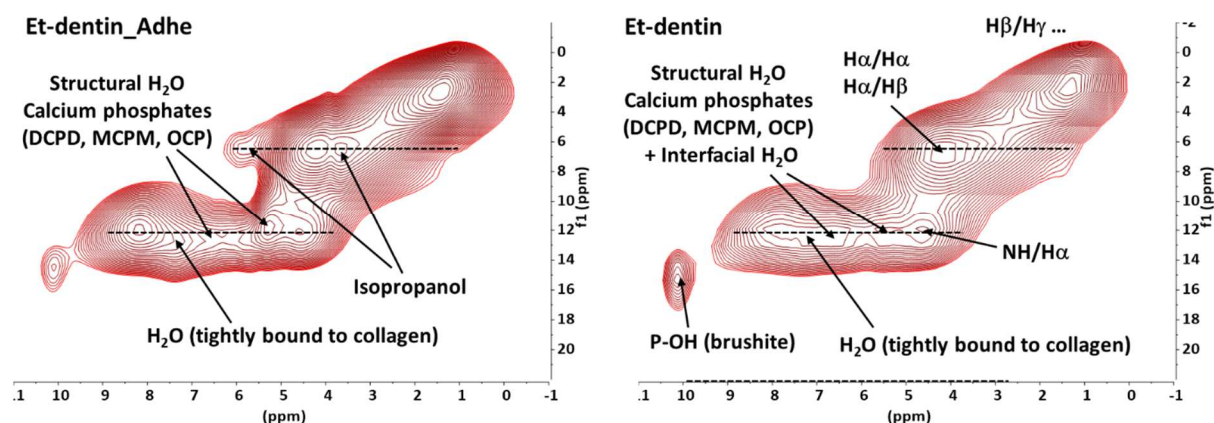 Et-dentin_Adhe
Structural H₂O
Calcium phosphates
(DCPD, MCPM, OCP)
Isopropanol
H₂O (tightly bound to collagen)
0
2
4
6
8
10
12
14
16
18
20
f1 (ppm)
11 10 9 8 7 6 5 4 3 2 1 0 -1
(ppm)
Et-dentin
Hβ/Hγ ...
Hα/Hα
Hα/Hβ
Structural H₂O
Calcium phosphates
(DCPD, MCPM, OCP)
+ Interfacial H₂O
NH/Hα
P-OH (brushite)
H₂O (tightly bound to collagen)
-2
0
2
4
6
8
10
12
14
16
18
20
f1 (ppm)
11 10 9 8 7 6 5 4 3 2 1 0 -1
(ppm)